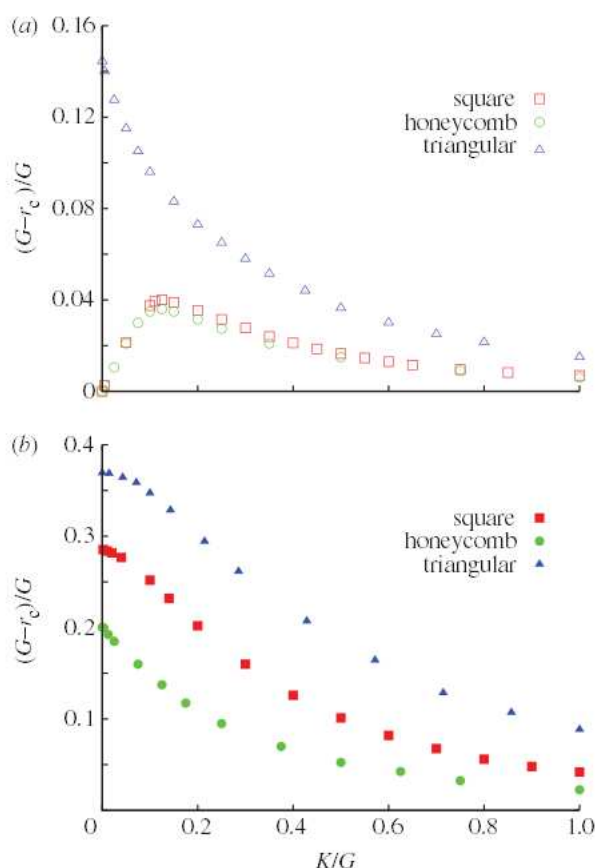 (a)
0.16
0.12
0.08
0.04
0
(G–r_c)/G
square
honeycomb
triangular
(b)
0.4
0.3
0.2
0.1
(G–r_c)/G
square
honeycomb
triangular
0 0.2 0.4 0.6 0.8 1.0
K/G